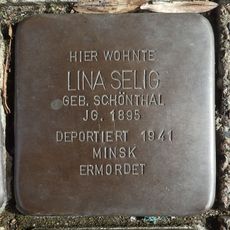 HIER WOHNTE
LINA SELIG
GEB. SCHÖNTHAL
JG. 1895
DEPORTIERT 1941
MINSK
ERMORDET